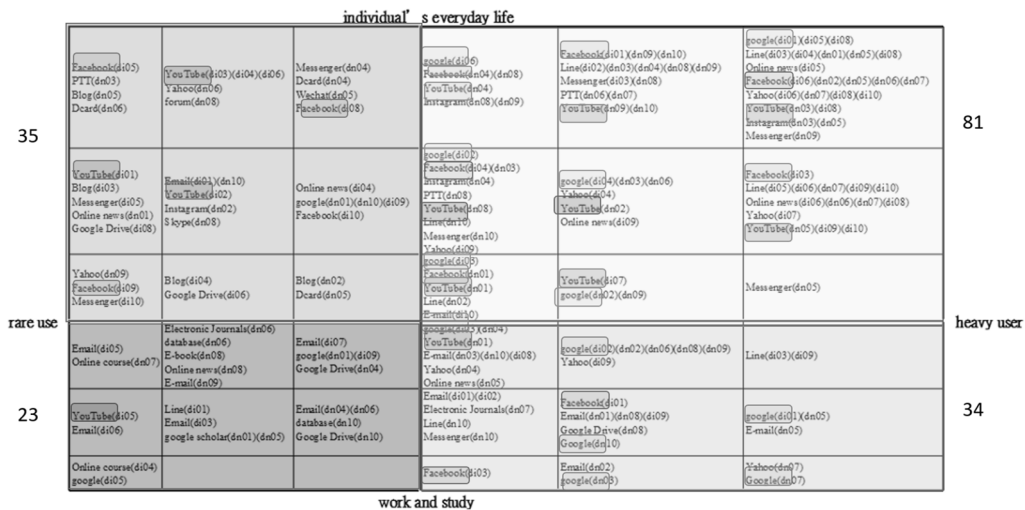 individual's everyday life
35
81
Facebook(di05)
PTT(dn03)
Blog(dn05)
Dcard(dn06)
YouTube(di03)(di04)(di06)
Yahoo(dn06)
forum(dn08)
Messenger(dn04)
Dcard(dn04)
Wechat(dn05)
Facebook(di08)
google(di06)
Facebook(dn04)(dn08)
YouTube(dn04)
Instagram(dn08)(dn09)
Facebook(di01)(dn09)(dn10)
Line(di02)(dn03)(dn04)(dn08)(dn09)
Messenger(di03)(dn08)
PTT(dn06)(dn07)
YouTube(dn09)(dn10)
google(di01)(di05)(di08)
Line(di03)(di04)(dn01)(dn05)(di08)
Online news(di05)
Facebook(di06)(dn02)(dn05)(dn06)(dn07)
Yahoo(di06)(dn07)(di08)(di10)
YouTube(dn03)(di08)
Instagram(dn03)(dn05)
Messenger(dn09)
YouTube(di01)
Blog(di03)
Messenger(di05)
Online news(dn01)
Google Drive(di08)
Email(di01)(dn10)
YouTube(di02)
Instagram(dn02)
Skype(dn08)
Online news(di04)
google(dn01)(dn10)(di09)
Facebook(di10)
google(di02)
Facebook(di04)(dn03)
Instagram(dn04)
PTT(dn08)
YouTube(dn08)
Line(dn10)
Messenger(dn10)
Yahoo(di09)
google(di04)(dn03)(dn06)
Yahoo(di04)
YouTube(dn02)
Online news(di09)
Facebook(di03)
Line(di05)(di06)(dn07)(di09)(di10)
Online news(di06)(dn06)(dn07)(di08)
Yahoo(di07)
YouTube(dn05)(di09)(di10)
Yahoo(dn09)
Facebook(di09)
Messenger(di10)
Blog(di04)
Google Drive(di06)
Blog(dn02)
Dcard(dn05)
google(di03)
Facebook(dn01)
YouTube(dn01)
Line(dn02)
E-mail(di10)
YouTube(di07)
google(dn02)(dn09)
Messenger(dn05)
rare use
heavy user
23
34
Email(di05)
Online course(dn07)
Electronic Journals(dn06)
database(dn06)
E-book(dn08)
Online news(dn08)
E-mail(dn09)
Email(di07)
google(dn01)(di09)
Google Drive(dn04)
google(di03)(dn04)
YouTube(dn01)
E-mail(dn03)(dn10)(di08)
Yahoo(dn04)
Online news(dn05)
google(di02)(dn02)(dn06)(dn08)(dn09)
Yahoo(di09)
Line(di03)(di09)
YouTube(di05)
Email(di06)
Line(di01)
Email(di03)
google scholar(dn01)(dn05)
Email(dn04)(dn06)
database(dn10)
Google Drive(dn10)
Email(di01)(di02)
Electronic Journals(dn07)
Line(dn10)
Messenger(dn10)
Facebook(di01)
Email(dn01)(dn08)(di09)
Google Drive(dn08)
Google(dn10)
google(di01)(dn05)
E-mail(dn05)
Online course(di04)
google(di05)
Facebook(di03)
Email(dn02)
google(dn03)
Yahoo(dn07)
Google(dn07)
work and study